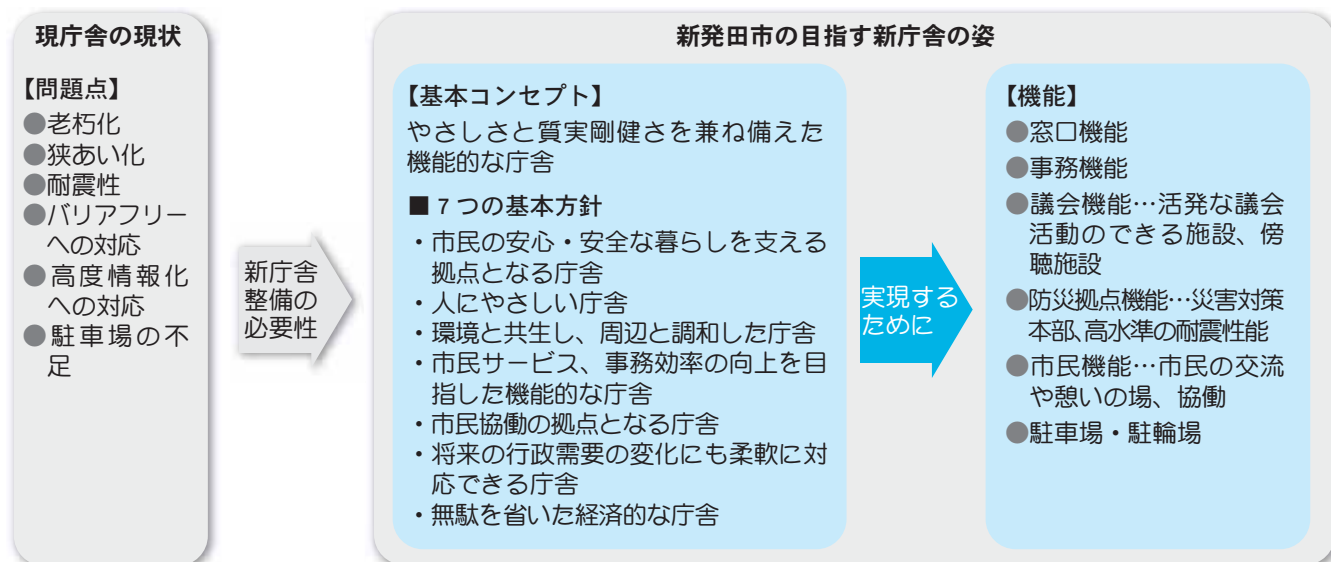 現庁舎の現状
【問題点】
●老朽化
●狭あい化
●耐震性
●バリアフリー
への対応
●高度情報化
への対応
●駐車場の不
足
新庁舎
整備の
必要性
新発田市の目指す新庁舎の姿
【基本コンセプト】
やさしさと質実剛健さを兼ね備えた
機能的な庁舎
■7つの基本方針
・市民の安心・安全な暮らしを支える
拠点となる庁舎
・人にやさしい庁舎
・環境と共生し、周辺と調和した庁舎
・市民サービス、事務効率の向上を目
指した機能的な庁舎
・市民協働の拠点となる庁舎
・将来の行政需要の変化にも柔軟に対
応できる庁舎
・無駄を省いた経済的な庁舎
実現する
ために
【機能】
●窓口機能
●事務機能
●議会機能…活発な議会
活動のできる施設、傍
聴施設
●防災拠点機能…災害対策
本部、高水準の耐震性能
●市民機能…市民の交流
や憩いの場、協働
●駐車場・駐輪場